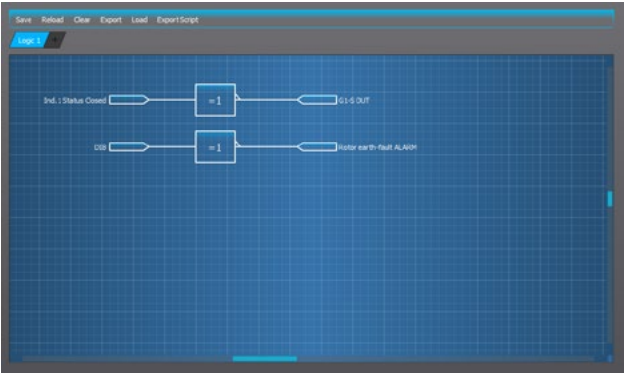 Save Reload Clear Export Load Export Script
Logic 1 +
Ind.1 Status Closed =1 G1-5 OUT
DI8 =1 Rotor earth-fault ALARM